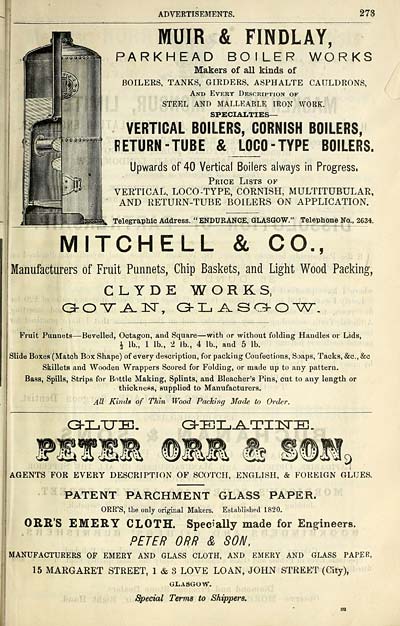 ADVERTISEMENTS. 273
MUIR & FINDLAY,
PARKHEAD BOILER WORKS
Makers of all kinds of
BOILERS, TANKS, GIRDERS, ASPHALTE CAULDRONS,
AND EVERY DESCRIPTION OF
STEEL AND MALLEABLE IRON WORK.
SPECIALTIES—
VERTICAL BOILERS, CORNISH BOILERS,
RETURN-TUBE & LOCO-TYPE BOILERS.
Upwards of 40 Vertical Boilers always in Progress.
PRICE LISTS OF
VERTICAL, LOCO-TYPE, CORNISH, MULTITUBULAR,
AND RETURN-TUBE BOILERS ON APPLICATION.
Telegraphic Address. "ENDURANCE, GLASGOW." Telephone No., 2634.
MITCHELL & CO.,
Manufacturers of Fruit Punnets, Chip Baskets, and Light Wood Packing,
CLYDE WORKS,
GOVAN, GLASGOW.
Fruit Punnets—Bevelled, Octagon, and Square—with or without folding Handles or Lids,
½ lb., 1 lb., 2 lb., 4 lb., and 5 lb.
Slide Boxes (Match Box Shape) of every description, for packing Confections, Soaps, Tacks, &c., &c
Skillets and Wooden Wrappers Scored for Folding, or made up to any pattern.
Bass, Spills, Strips for Bottle Making, Splints, and Bleacher's Pins, cut to any length or
thickness, supplied to Manufacturers.
All Kinds of Thin Wood Packing Made to Order.
GLUE. GELATINE.
PETER ORR & SON,
AGENTS FOR EVERY DESCRIPTION OF SCOTCH, ENGLISH, & FOREIGN GLUES.
PATENT PARCHMENT GLASS PAPER.
ORR'S, the only original Makers. Established 1820.
ORR'S EMERY CLOTH. Specially made for Engineers.
PETER ORR & SON,
MANUFACTURERS OF EMERY AND GLASS CLOTH, AND EMERY AND GLASS PAPER,
15 MARGARET STREET, 1 & 3 LOVE LOAN, JOHN STREET (City),
GLASGOW.
Special Terms to Shippers.